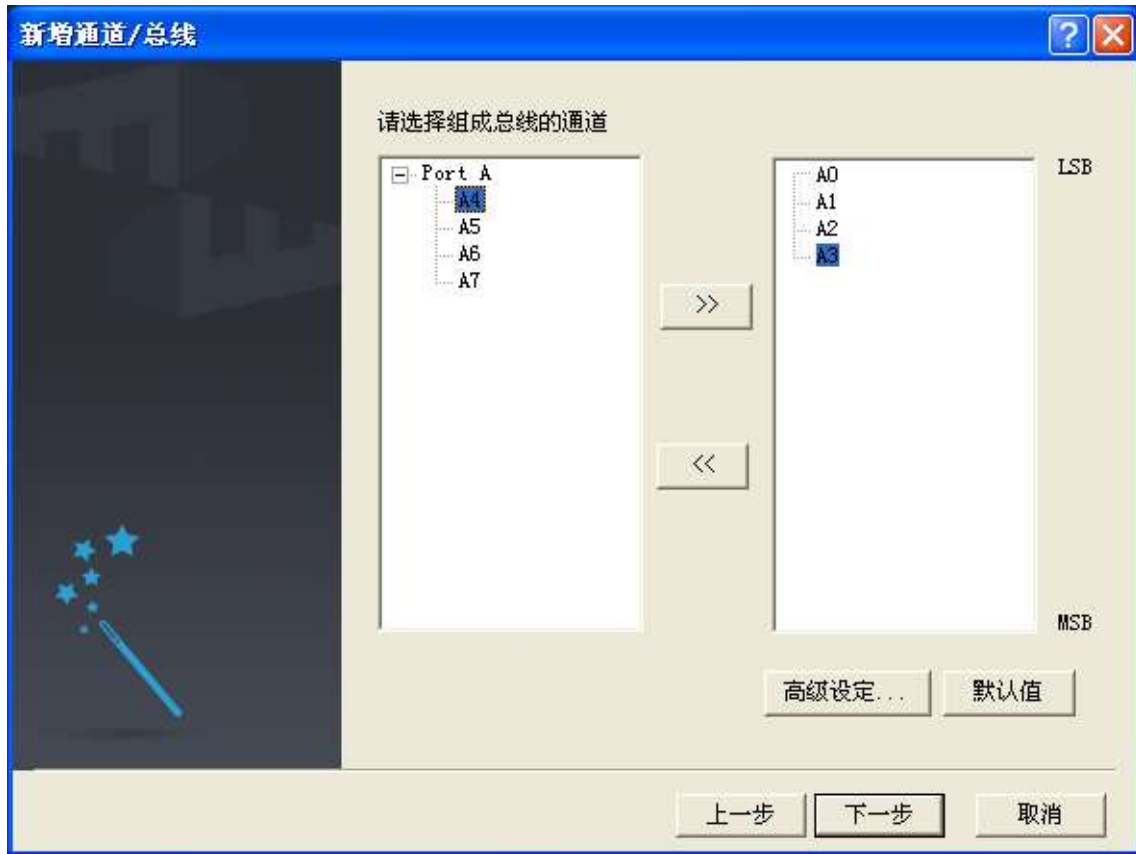 新增通道/总线
请选择组成总线的通道
Port A
A4
A5
A6
A7
>>
<<
A0
A1
A2
A3
LSB
MSB
高级设定...
默认值
上一步
下一步
取消